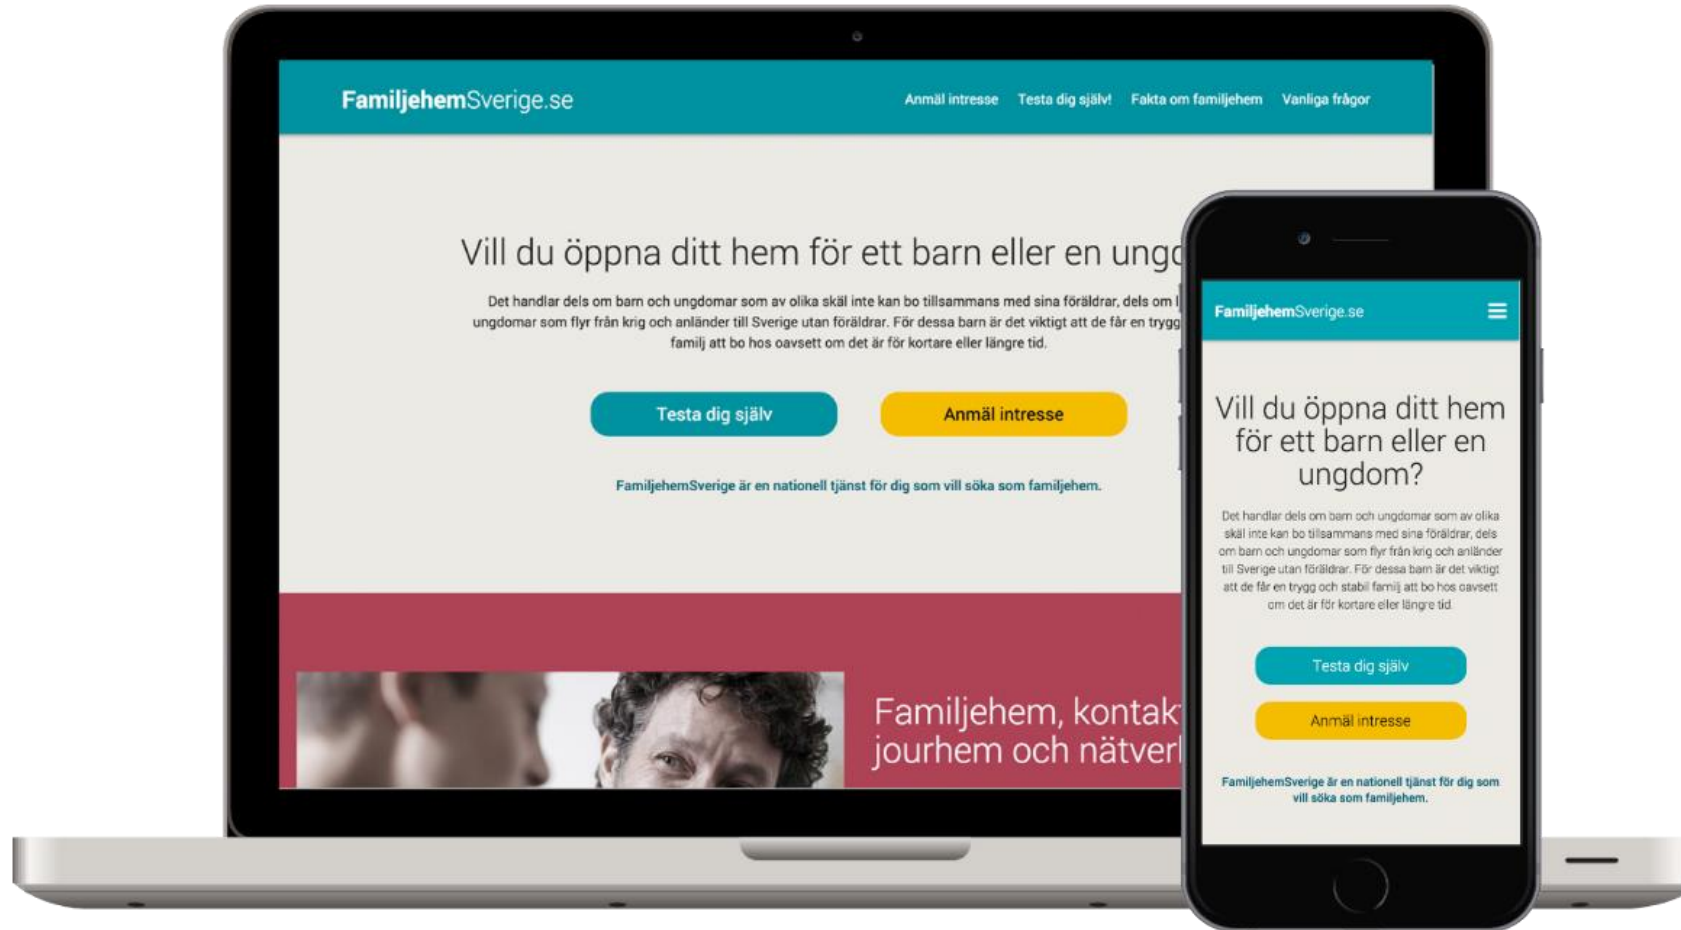 FamiljehemSverige.se
Anmäl intresse Testa dig själv! Fakta om familjehem Vanliga frågor
Vill du öppna ditt hem för ett barn eller en
Det handlar dels om barn och ungdomar som av olika skäl inte kan bo tillsammans med sina föräldrar, dels om
ungdomar som flyr från krig och anländer till Sverige utan föräldrar. För dessa barn är det viktigt att de får en trygg
familj att bo hos oavsett om det är för kortare eller längre tid.
Testa dig själv
Anmäl intresse
FamiljehemSverige är en nationell tjänst för dig som vill söka som familjehem.
Familjehem,
jourhem och
FamiljehemSverige.se
Vill du öppna ditt hem
för ett barn eller en
ungdom?
Det handlar dels om barn och ungdomar som av olika
skäl inte kan bo tillsammans med sina föräldrar, dels
om barn och ungdomar som flyr från krig och anländer
till Sverige utan föräldrar. För dessa barn är det viktigt
att de får en trygg och stabil familj att bo hos oavsett
om det är för kortare eller längre tid.
Testa dig själv
Anmäl intresse
FamiljehemSverige är en nationell tjänst för dig som
vill söka som familjehem.